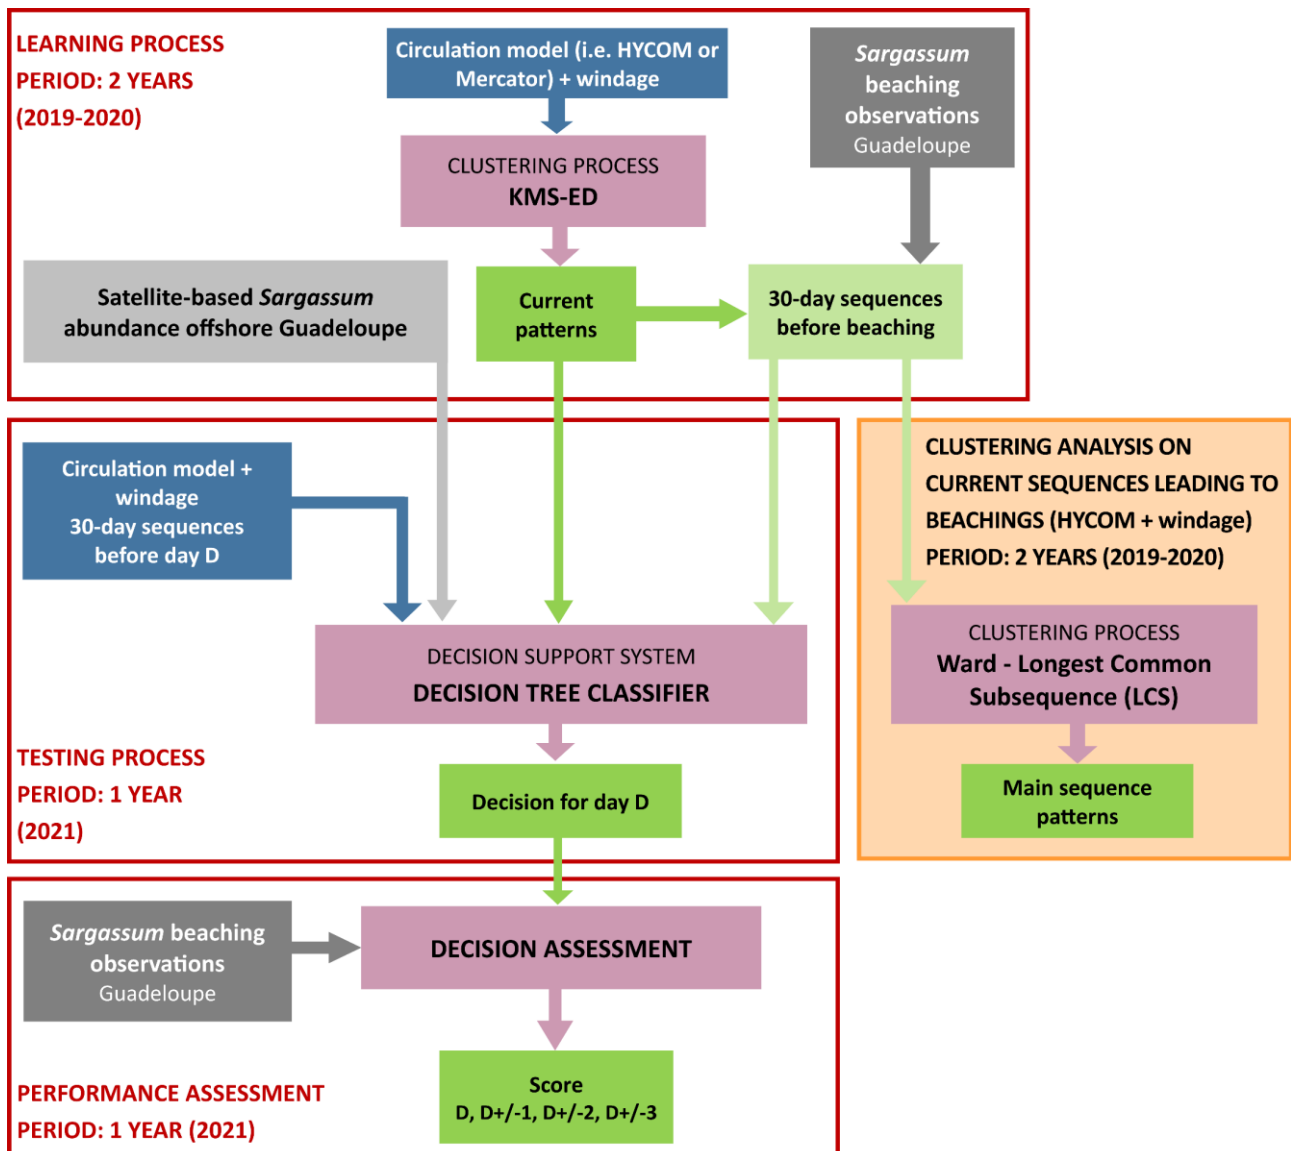 LEARNING PROCESS
PERIOD: 2 YEARS
(2019-2020)
Circulation model (i.e. HYCOM or
Mercator) + windage
Sargassum
beaching
observations
Guadeloupe
CLUSTERING PROCESS
KMS-ED
Satellite-based Sargassum
abundance offshore Guadeloupe
Current
patterns
30-day sequences
before beaching
Circulation model +
windage
30-day sequences
before day D
CLUSTERING ANALYSIS ON
CURRENT SEQUENCES LEADING TO
BEACHINGS (HYCOM + windage)
PERIOD: 2 YEARS (2019-2020)
DECISION SUPPORT SYSTEM
DECISION TREE CLASSIFIER
CLUSTERING PROCESS
Ward - Longest Common
Subsequence (LCS)
TESTING PROCESS
PERIOD: 1 YEAR
(2021)
Decision for day D
Main sequence
patterns
Sargassum beaching
observations
Guadeloupe
DECISION ASSESSMENT
PERFORMANCE ASSESSMENT
PERIOD: 1 YEAR (2021)
Score
D, D+/-1, D+/-2, D+/-3